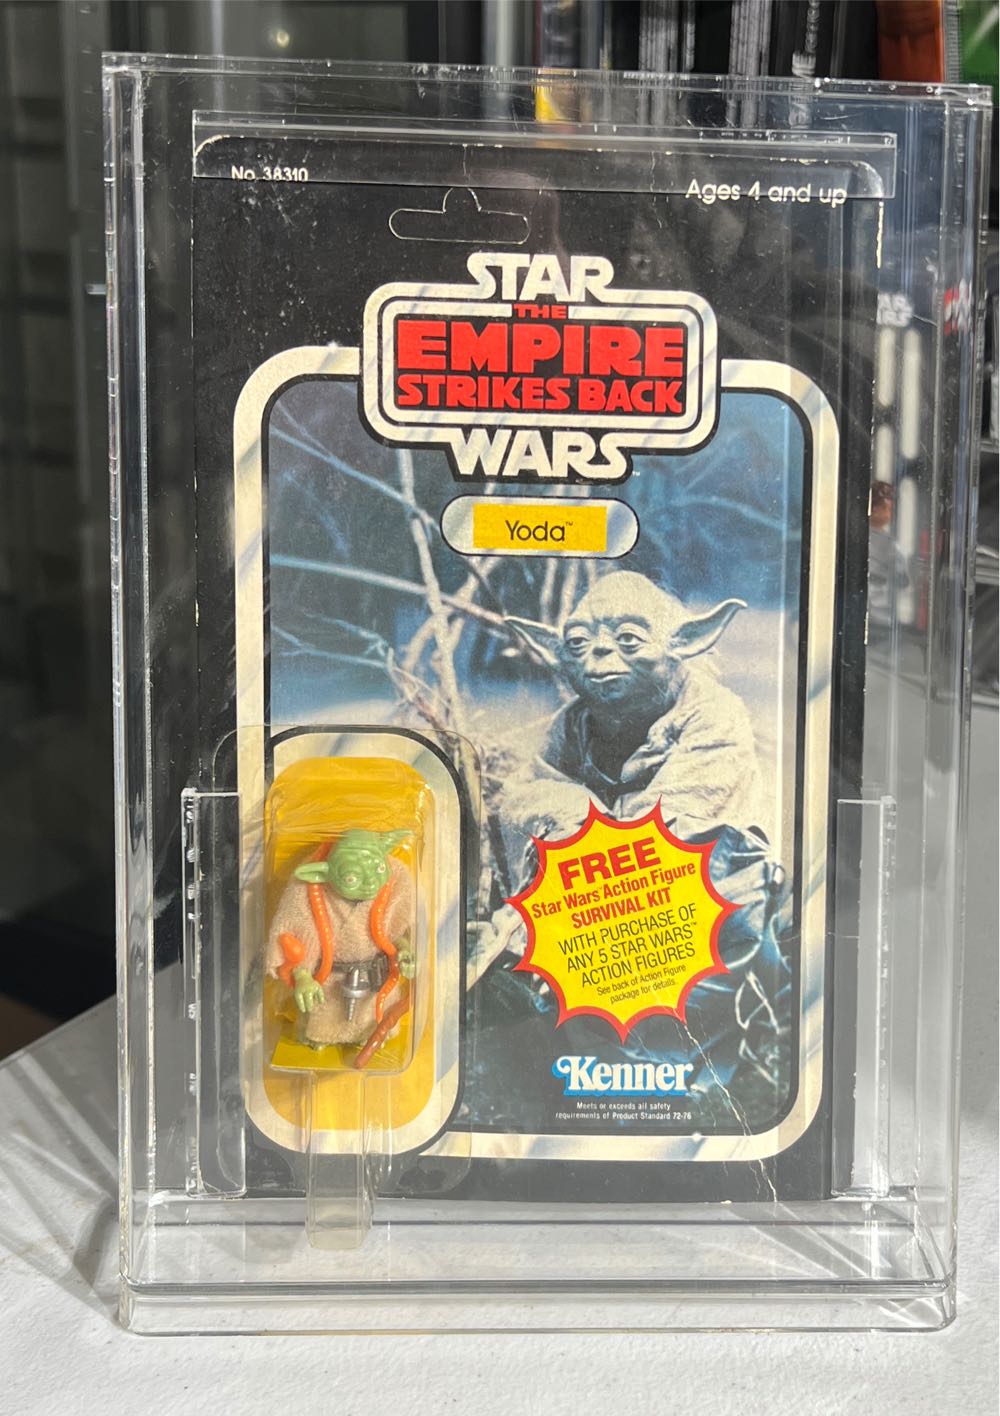 No. 38310
Ages 4 and up
STAR
THE
EMPIRE
STRIKES BACK
WARS™
Yoda™
FREE
Star Wars™ Action Figure
SURVIVAL KIT
WITH PURCHASE OF
ANY 5 STAR WARS™
ACTION FIGURES
See back of Action Figure
package for details.
Kenner
Meets or exceeds all safety
requirements of Product Standard 72-76